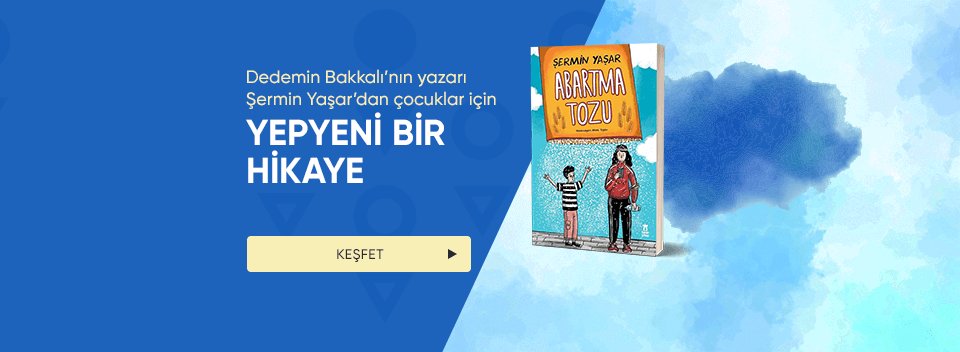 Dedemin Bakkalı'nın yazarı
Şermin Yaşar'dan çocuklar için
YEPYENİ BİR
HİKAYE
KEŞFET
ŞERMİN YAŞAR
ABARTMA
TOZU